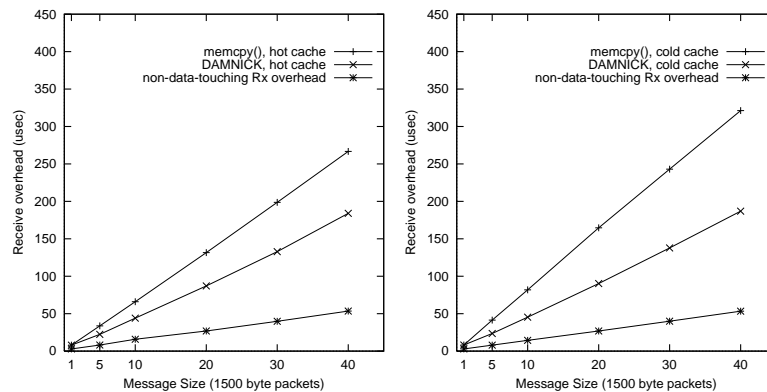 450
400
350
300
250
200
150
100
50
0
Receive overhead (usec)
memcpy(), hot cache
DAMNICK, hot cache
non-data-touching Rx overhead
1 5 10 20 30 40
Message Size (1500 byte packets)
450
400
350
300
250
200
150
100
50
0
Receive overhead (usec)
memcpy(), cold cache
DAMNICK, cold cache
non-data-touching Rx overhead
1 5 10 20 30 40
Message Size (1500 byte packets)